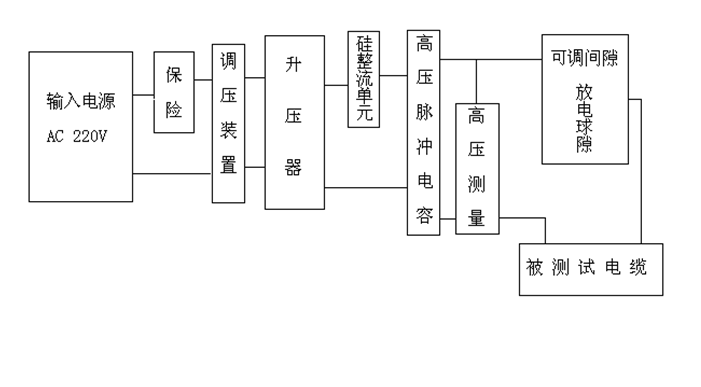 输入电源
AC 220V
保险
调压装置
升压器
硅整流单元
高压脉冲电容
高压测量
可调间隙
放电球隙
被测试电缆